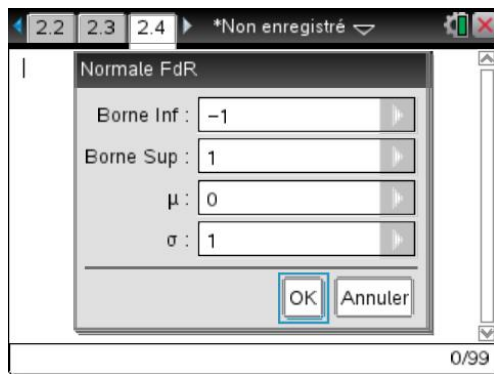 2.2 2.3 2.4 *Non enregistré
Normale FdR
Borne Inf : −1
Borne Sup : 1
μ : 0
σ : 1
OK Annuler
0/99